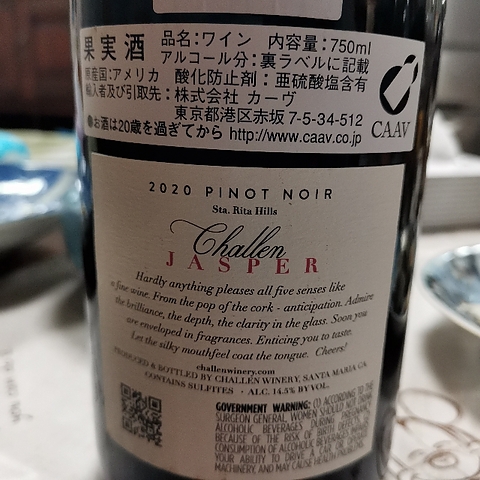 果実酒 品名:ワイン 内容量:750ml
アルコール分:裏ラベルに記載
原産国:アメリカ 酸化防止剤:亜硫酸塩含有
輸入者及び引取先:株式会社 カーヴ
東京都港区赤坂 7-5-34-512
●お酒は20歳を過ぎてから http://www.caav.co.jp
CAAV
2020 PINOT NOIR
Sta. Rita Hills
Challen
JASPER
Hardly anything pleases all five senses like
a fine wine. From the pop of the cork - anticipation. Admire
the brilliance, the depth, the clarity in the glass. Soon you
are enveloped in fragrances. Enticing you to taste.
Let the silky mouthfeel coat the tongue. Cheers!
challenwinery.com
PRODUCED & BOTTLED BY CHALLEN WINERY, SANTA MARIA CA
CONTAINS SULFITES · ALC. 14.5% BY VOL.
GOVERNMENT WARNING: (1) ACCORDING TO THE
SURGEON GENERAL, WOMEN SHOULD NOT DRINK
ALCOHOLIC BEVERAGES DURING PREGNANCY
BECAUSE OF THE RISK OF BIRTH DEFECTS.
CONSUMPTION OF ALCOHOLIC BEVERAGES IMPAIRS
YOUR ABILITY TO DRIVE A CAR OR OPERATE
MACHINERY, AND MAY CAUSE HEALTH PROBLEMS.